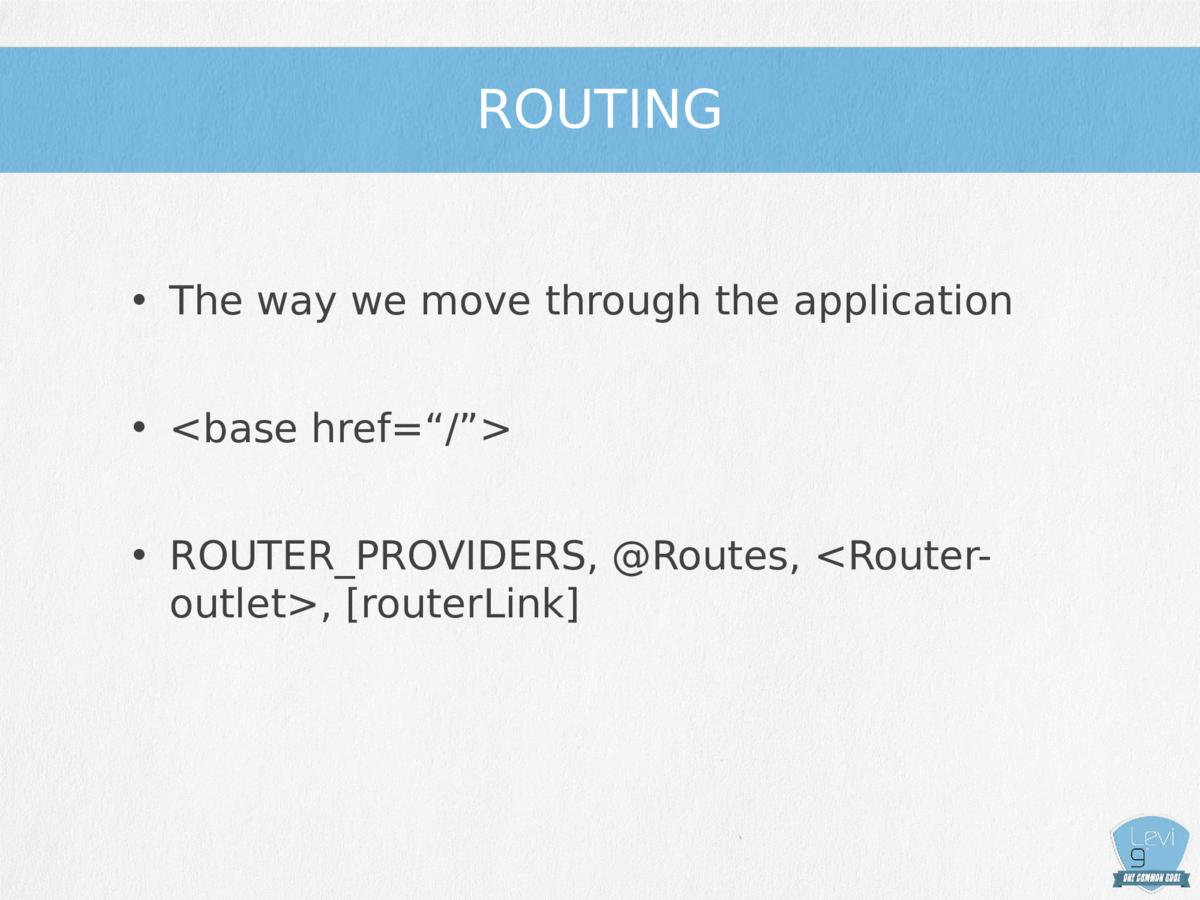 ROUTING
• The way we move through the application
• <base href=“/”>
• ROUTER_PROVIDERS, @Routes, <Router-
outlet>, [routerLink]
Levi
9
ONE COMMON GOAL